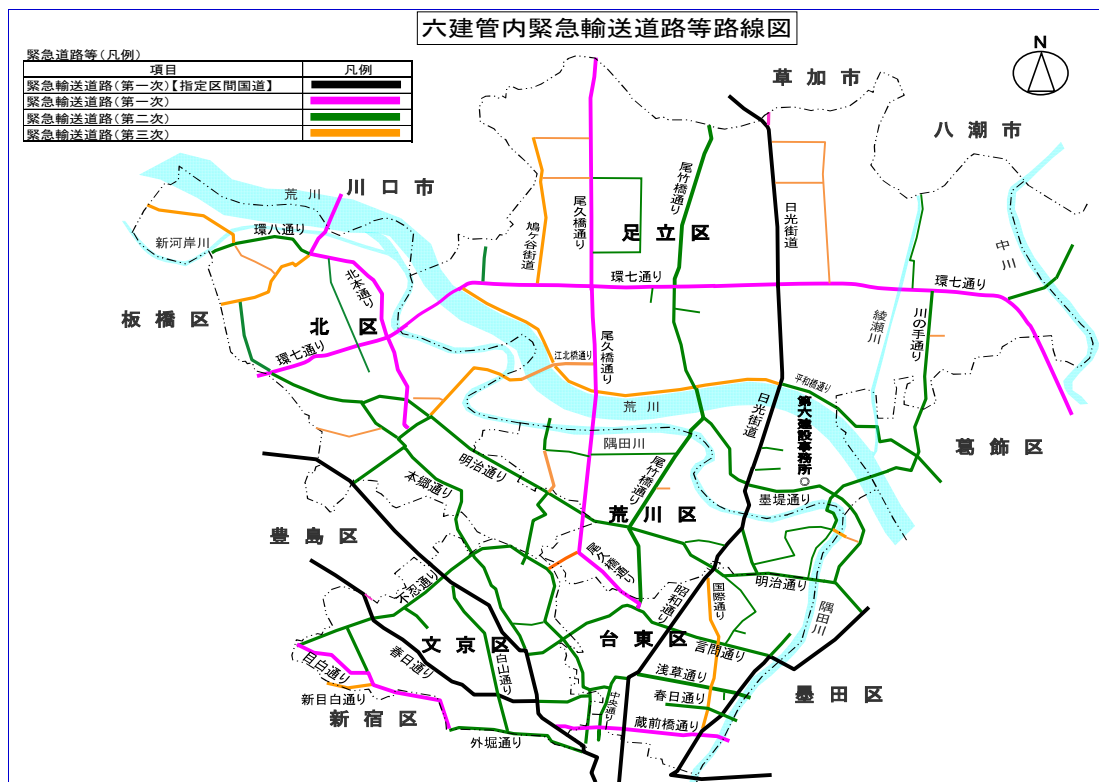 六建管内緊急輸送道路等路線図
緊急道路等(凡例)
項目 凡例
緊急輸送道路(第一次)【指定区間国道】
緊急輸送道路(第一次)
緊急輸送道路(第二次)
緊急輸送道路(第三次)
N
草加市
八潮市
川口市
荒川
新河岸川
環八通り
北本通り
板橋区
北区
環七通り
鳩ヶ谷街道
尾久橋通り
尾竹橋通り
足立区
日光街道
環七通り
環七通り
中川
綾瀬川
川の手通り
尾久橋通り
江北橋通り
荒川
平和橋通り
日光街道
第六建設事務所
葛飾区
隅田川
明治通り
本郷通り
尾竹橋通り
墨堤通り
荒川区
豊島区
不忍通り
尾久橋通り
昭和通り
国際通り
明治通り
隅田川
文京区
台東区
言問通り
目白通り
春日通り
白山通り
浅草通り
春日通り
墨田区
新目白通り
新宿区
中央通り
蔵前橋通り
外堀通り